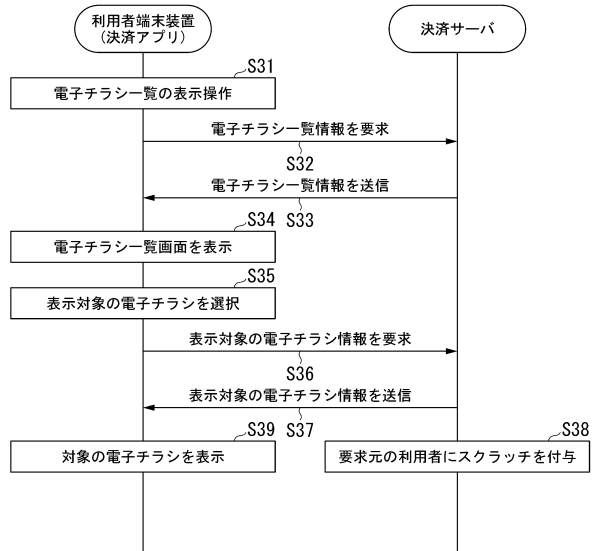 利用者端末装置
（決済アプリ）
決済サーバ
S31
電子チラシ一覧の表示操作
電子チラシ一覧情報を要求
S32
電子チラシ一覧情報を送信
S33
S34
電子チラシ一覧画面を表示
S35
表示対象の電子チラシを選択
表示対象の電子チラシ情報を要求
S36
表示対象の電子チラシ情報を送信
S37
S39
対象の電子チラシを表示
S38
要求元の利用者にスクラッチを付与